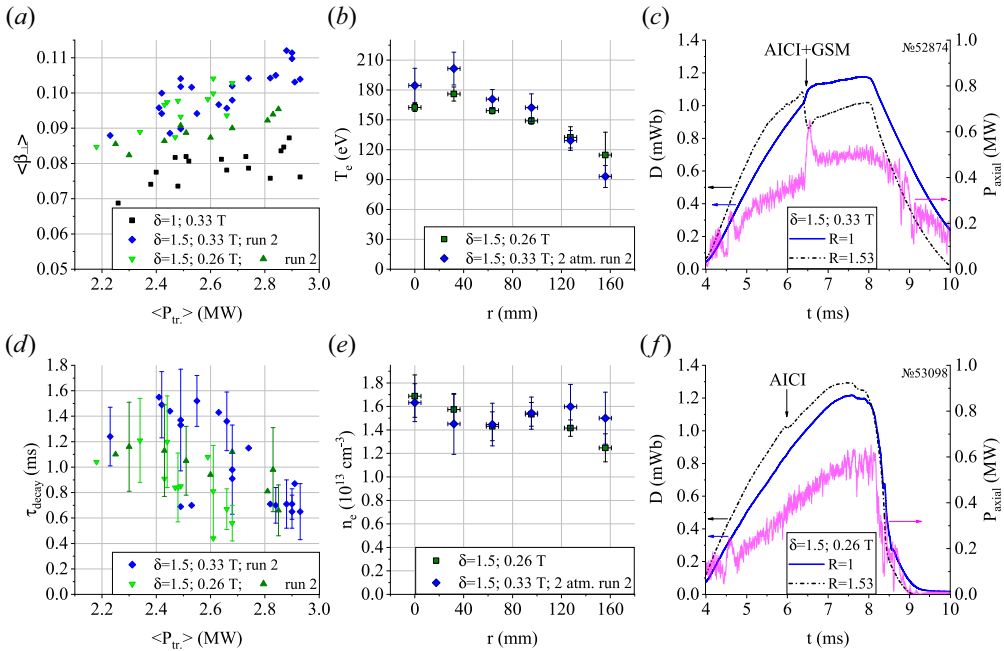 (a)
0.11
0.10
0.09
0.08
0.07
0.06
0.05
<β⊥>
δ=1; 0.33 T
δ=1.5; 0.33 T; run 2
δ=1.5; 0.26 T; run 2
2.2 2.4 2.6 2.8 3.0
<Ptr.> (MW)
(b)
240
210
180
150
120
90
60
30
0
Te (eV)
δ=1.5; 0.26 T
δ=1.5; 0.33 T; 2 atm. run 2
0 40 80 120 160
r (mm)
(c)
№52874
AICI+GSM
1.4
1.2
1.0
0.8
0.6
0.4
0.2
0.0
D (mWb)
1.0
0.8
0.6
0.4
0.2
0.0
Paxial (MW)
δ=1.5; 0.33 T
R=1
R=1.53
4 5 6 7 8 9 10
t (ms)
(d)
1.8
1.6
1.4
1.2
1.0
0.8
0.6
0.4
0.2
0.0
τdecay (ms)
δ=1.5; 0.33 T; run 2
δ=1.5; 0.26 T; run 2
2.2 2.4 2.6 2.8 3.0
<Ptr.> (MW)
(e)
1.8
1.6
1.4
1.2
1.0
0.8
0.6
0.4
0.2
0.0
ne (10¹³ cm-3)
δ=1.5; 0.26 T
δ=1.5; 0.33 T; 2 atm. run 2
0 40 80 120 160
r (mm)
(f)
№53098
AICI
1.4
1.2
1.0
0.8
0.6
0.4
0.2
0.0
D (mWb)
1.0
0.8
0.6
0.4
0.2
0.0
Paxial (MW)
δ=1.5; 0.26 T
R=1
R=1.53
4 5 6 7 8 9 10
t (ms)